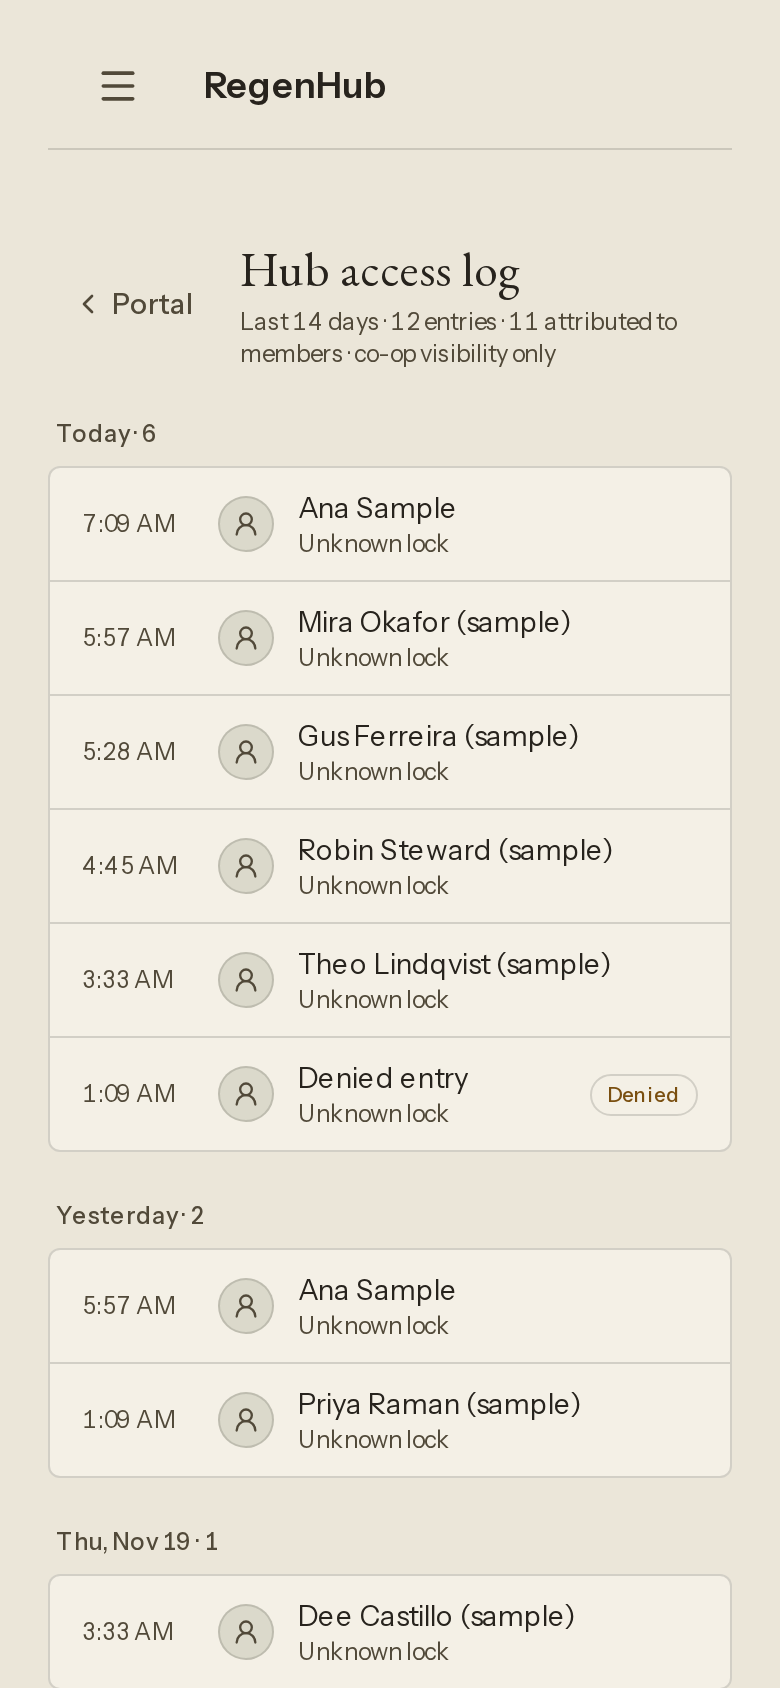 RegenHub
Portal
Hub access log
Last 14 days · 12 entries · 11 attributed to
members · co-op visibility only
Today · 6
7:09 AM
Ana Sample
Unknown lock
5:57 AM
Mira Okafor (sample)
Unknown lock
5:28 AM
Gus Ferreira (sample)
Unknown lock
4:45 AM
Robin Steward (sample)
Unknown lock
3:33 AM
Theo Lindqvist (sample)
Unknown lock
1:09 AM
Denied entry
Unknown lock
Denied
Yesterday · 2
5:57 AM
Ana Sample
Unknown lock
1:09 AM
Priya Raman (sample)
Unknown lock
Thu, Nov 19 · 1
3:33 AM
Dee Castillo (sample)
Unknown lock